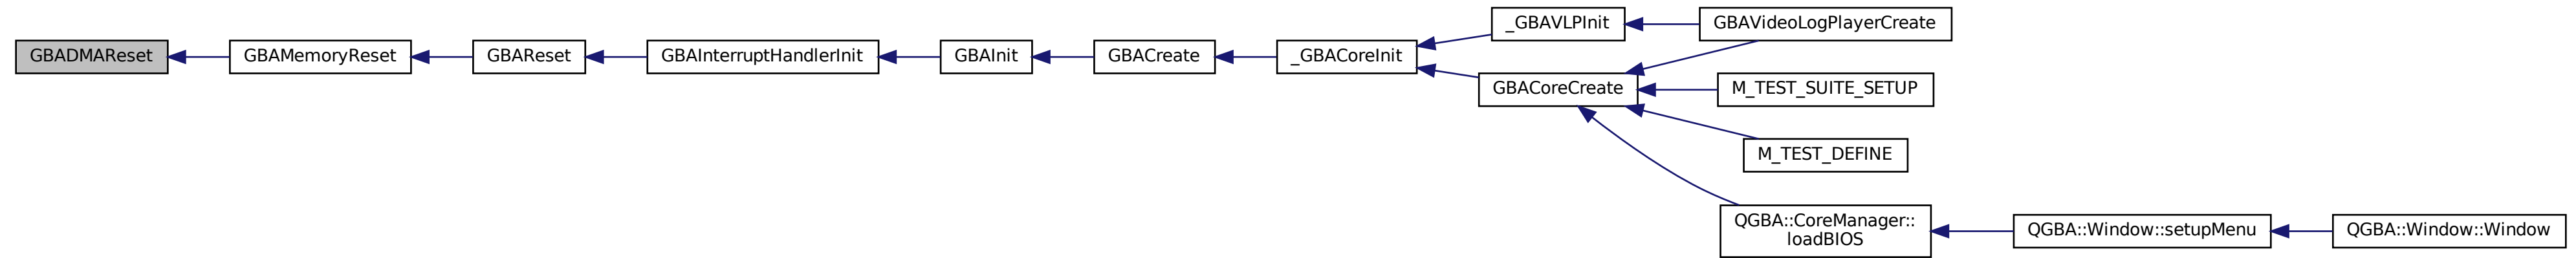 GBADMAReset
GBAMemoryReset
GBAReset
GBAInterruptHandlerInit
GBAInit
GBACreate
_GBACoreInit
_GBAVLPInit
GBAVideoLogPlayerCreate
GBACoreCreate
M_TEST_SUITE_SETUP
M_TEST_DEFINE
QGBA::CoreManager::
loadBIOS
QGBA::Window::setupMenu
QGBA::Window::Window